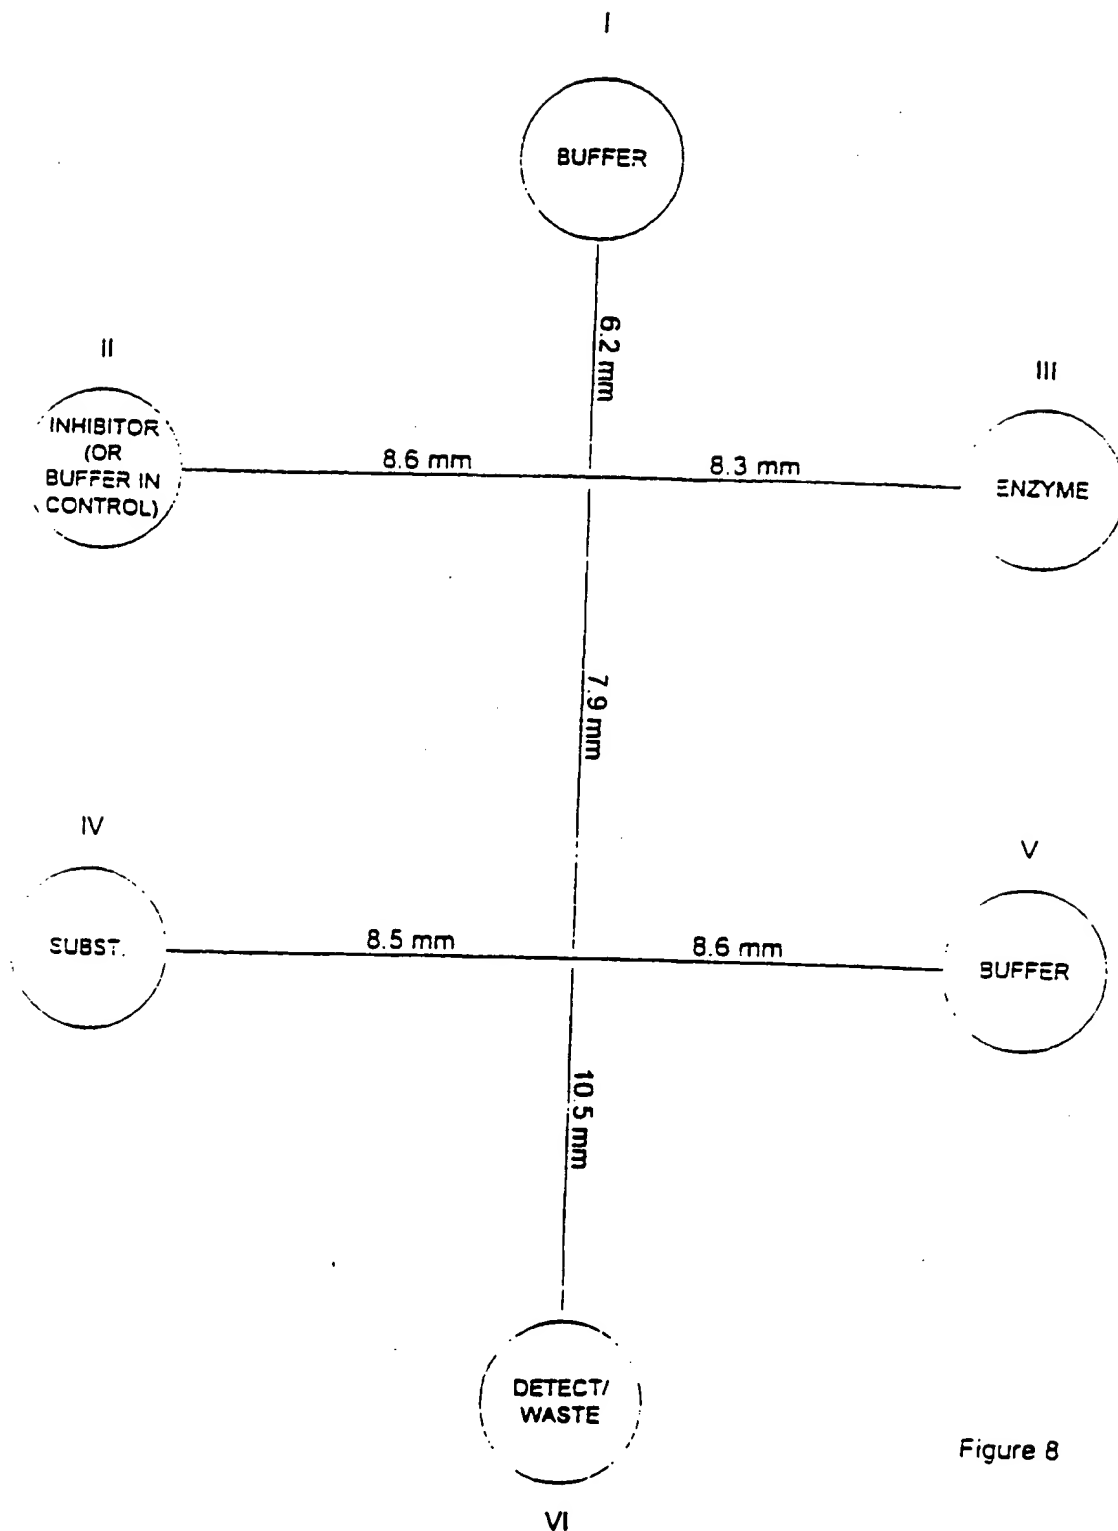 I
BUFFER
6.2 mm
II
III
INHIBITOR
(OR
BUFFER IN
CONTROL)
8.6 mm
8.3 mm
ENZYME
7.9 mm
IV
V
SUBST.
8.5 mm
8.6 mm
BUFFER
10.5 mm
DETECT/
WASTE
Figure 8
VI